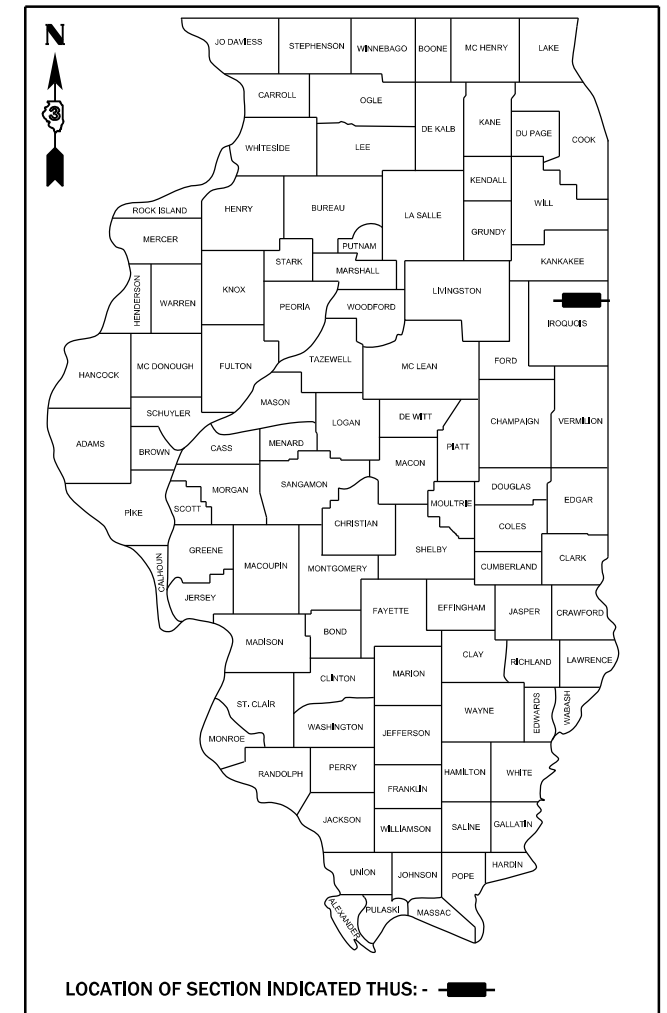 N
3
JO DAVIESS
STEPHENSON
WINNEBAGO
BOONE
MC HENRY
LAKE
CARROLL
OGLE
DE KALB
KANE
DU PAGE
COOK
WHITESIDE
LEE
KENDALL
WILL
ROCK ISLAND
HENRY
BUREAU
LA SALLE
GRUNDY
MERCER
PUTNAM
KANKAKEE
STARK
MARSHALL
HENDERSON
WARREN
KNOX
PEORIA
WOODFORD
LIVINGSTON
IROQUOIS
HANCOCK
MC DONOUGH
FULTON
TAZEWELL
MC LEAN
FORD
SCHUYLER
MASON
LOGAN
DE WITT
CHAMPAIGN
VERMILION
ADAMS
BROWN
CASS
MENARD
MACON
PIATT
PIKE
SCOTT
MORGAN
SANGAMON
CHRISTIAN
MOULTRIE
DOUGLAS
EDGAR
COLES
CALHOUN
GREENE
MACOUPIN
MONTGOMERY
SHELBY
CUMBERLAND
CLARK
JERSEY
FAYETTE
EFFINGHAM
JASPER
CRAWFORD
MADISON
BOND
CLAY
RICHLAND
LAWRENCE
CLINTON
MARION
EDWARDS
WABASH
ST. CLAIR
WASHINGTON
WAYNE
MONROE
JEFFERSON
RANDOLPH
PERRY
HAMILTON
WHITE
FRANKLIN
JACKSON
WILLIAMSON
SALINE
GALLATIN
UNION
JOHNSON
POPE
HARDIN
ALEXANDER
PULASKI
MASSAC
LOCATION OF SECTION INDICATED THUS: -